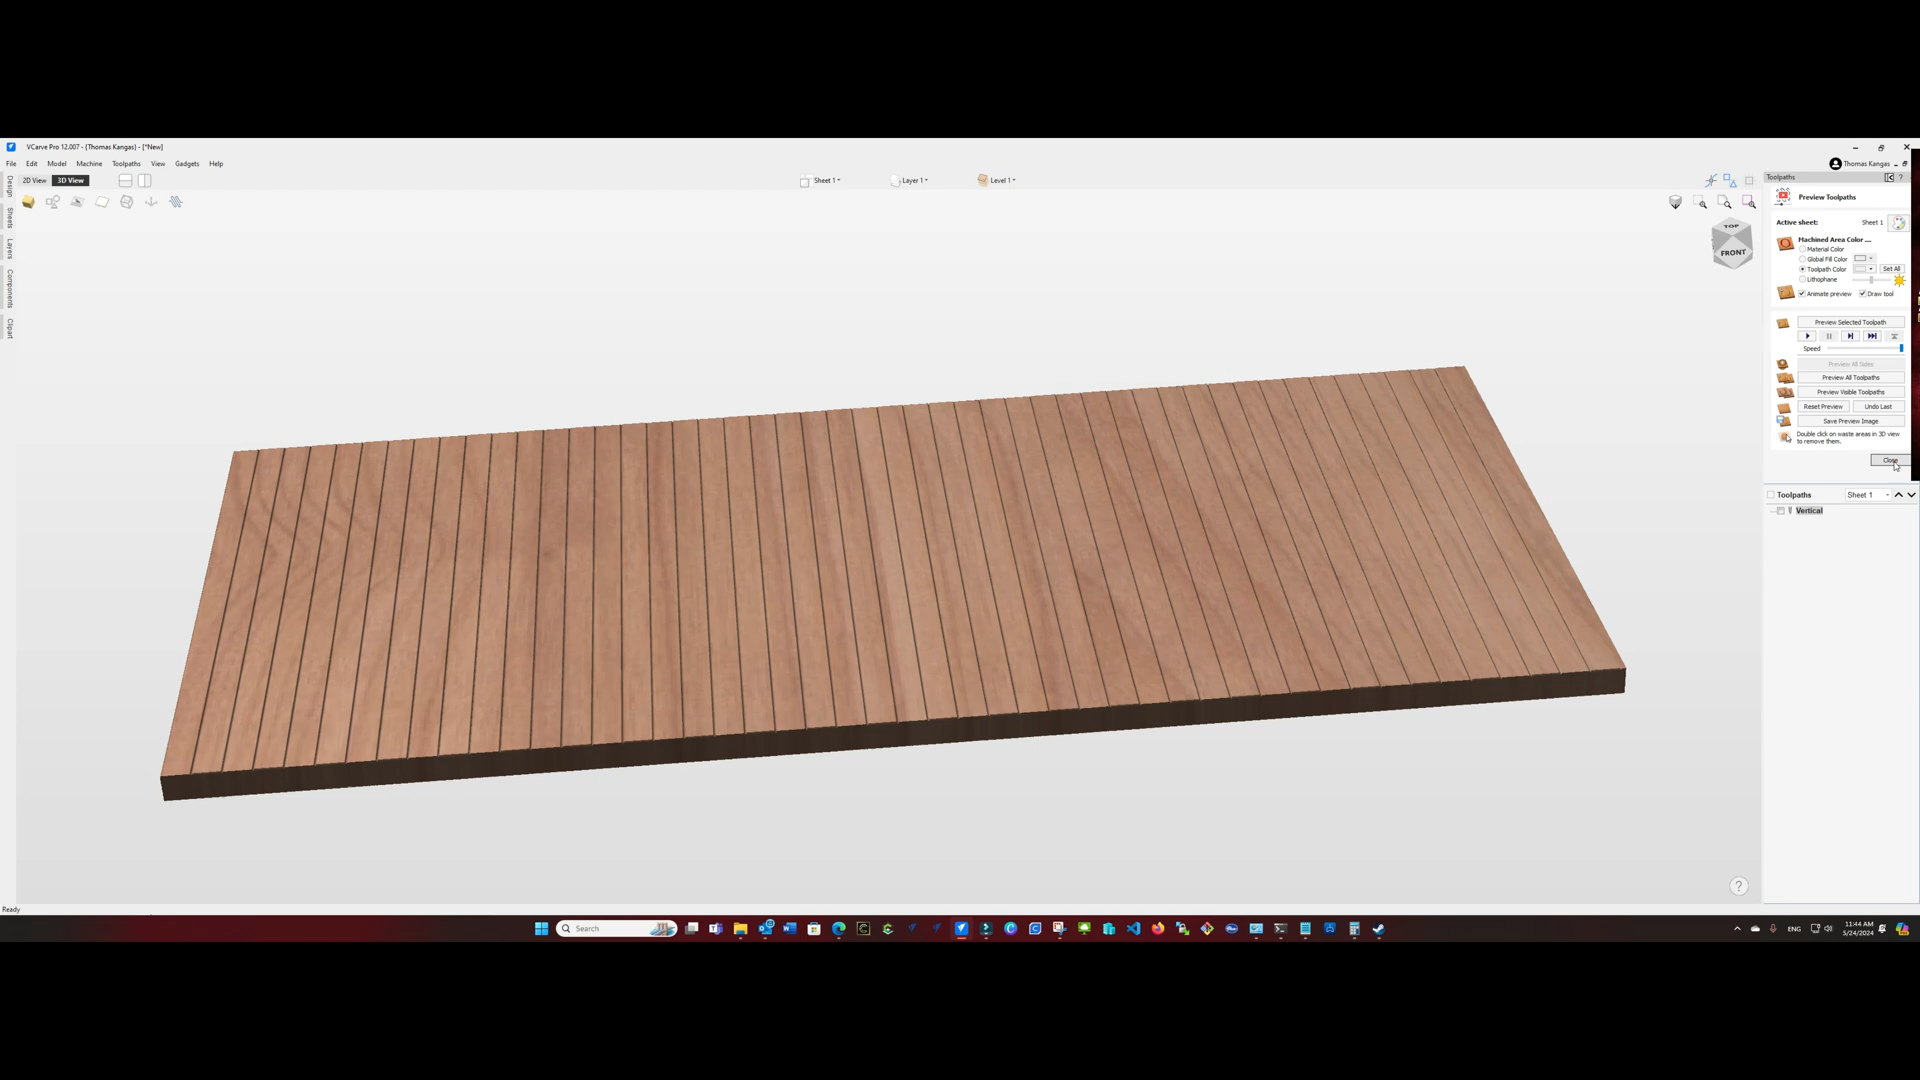 VCarve Pro 12.007 - {Thomas Kangas} - [*New]
File Edit Model Machine Toolpaths View Gadgets Help
Thomas Kangas
2D View 3D View
Sheet 1
Layer 1
Level 1
Design
Sheets
Layers
Components
Clipart
TOP
FRONT
Toolpaths
?
Preview Toolpaths
Active sheet: Sheet 1
Machined Area Color ...
Material Color
Global Fill Color
Toolpath Color
Set All
Lithophane
Animate preview
Draw tool
Preview Selected Toolpath
Speed
Preview All Sides
Preview All Toolpaths
Preview Visible Toolpaths
Reset Preview
Undo Last
Save Preview Image
Double click on waste areas in 3D view
to remove them.
Close
Toolpaths
Sheet 1
Vertical
?
Ready
Search
ENG
11:44 AM
5/24/2024